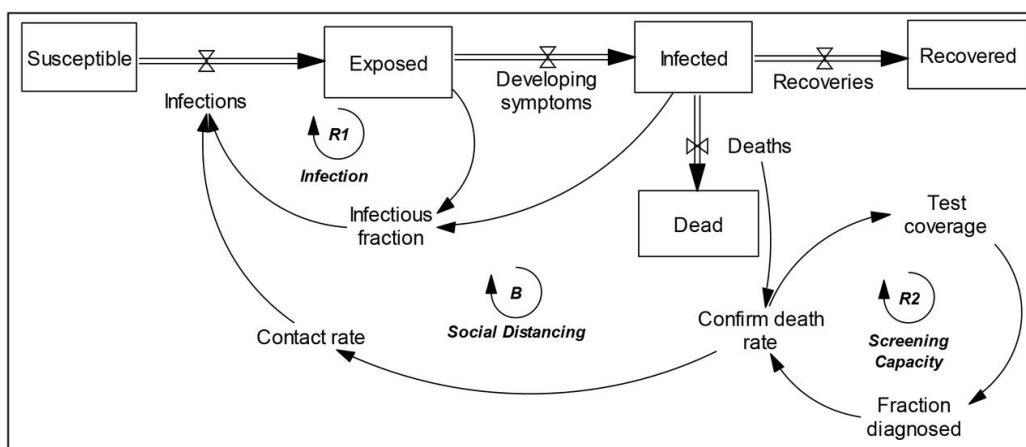 Susceptible
Exposed
Infected
Recovered
Infections
Developing
symptoms
Recoveries
R1
Infection
Deaths
Infectious
fraction
Dead
Test
coverage
B
Social Distancing
R2
Screening
Capacity
Contact rate
Confirm death
rate
Fraction
diagnosed